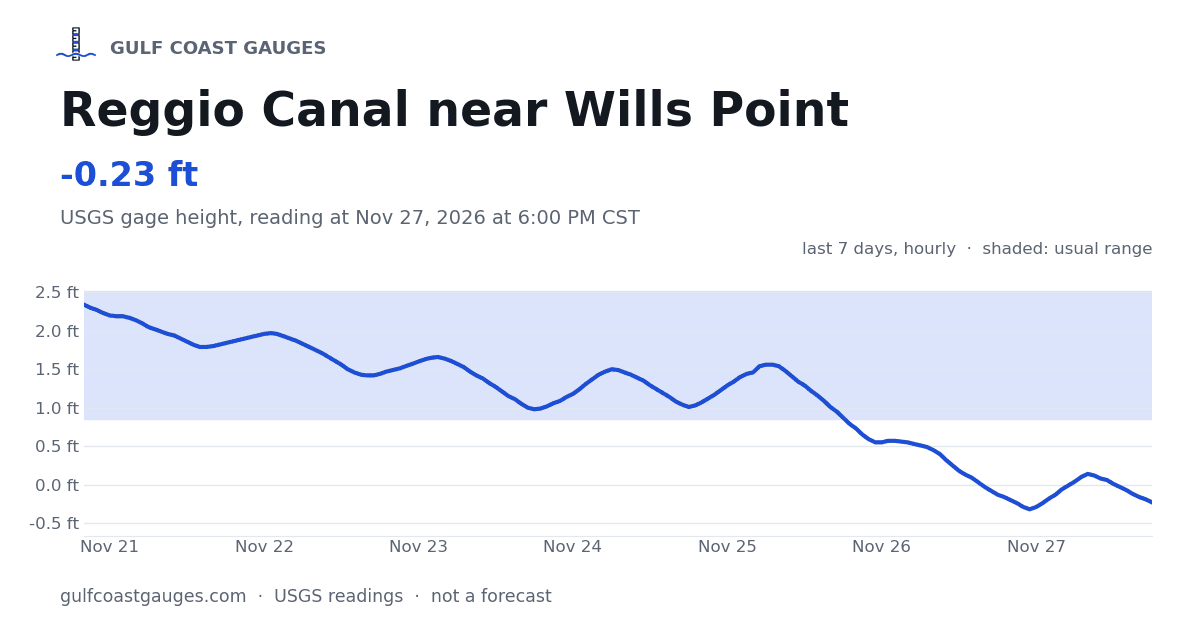 GULF COAST GAUGES
Reggio Canal near Wills Point
-0.23 ft
USGS gage height, reading at Nov 27, 2026 at 6:00 PM CST
last 7 days, hourly · shaded: usual range
2.5 ft
2.0 ft
1.5 ft
1.0 ft
0.5 ft
0.0 ft
-0.5 ft
Nov 21 Nov 22 Nov 23 Nov 24 Nov 25 Nov 26 Nov 27
gulfcoastgauges.com · USGS readings · not a forecast